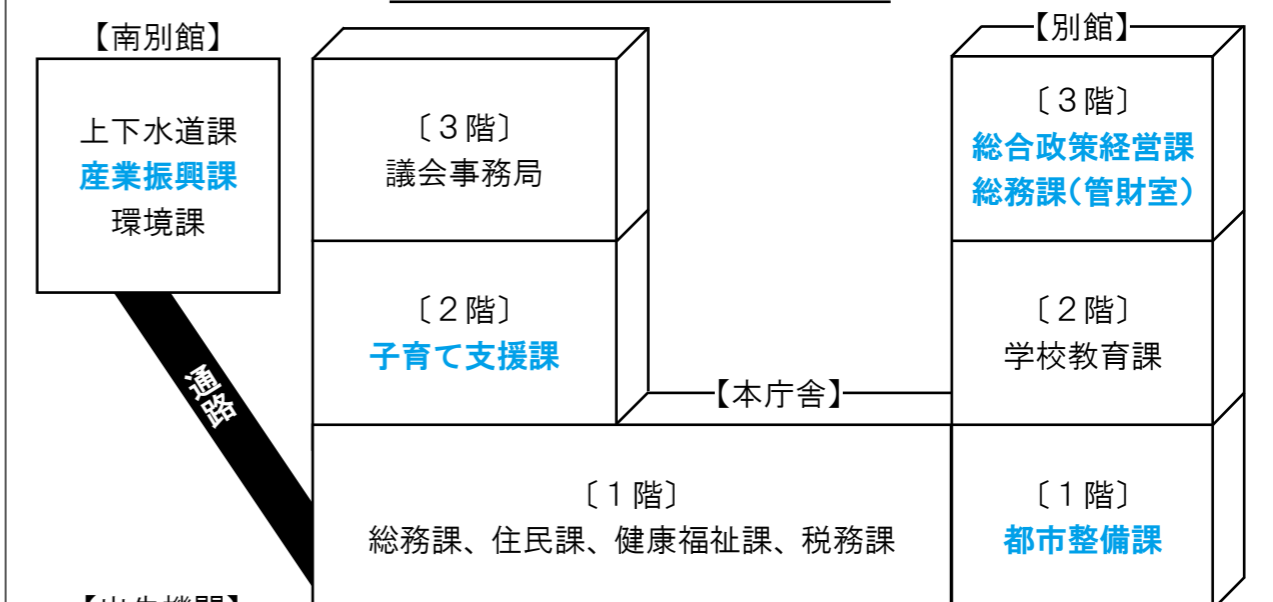 【南別館】
上下水道課
産業振興課
環境課
通路
〔３階〕
議会事務局
〔２階〕
子育て支援課
【本庁舎】
〔１階〕
総務課、住民課、健康福祉課、税務課
【別館】
〔３階〕
総合政策経営課
総務課（管財室）
〔２階〕
学校教育課
〔１階〕
都市整備課